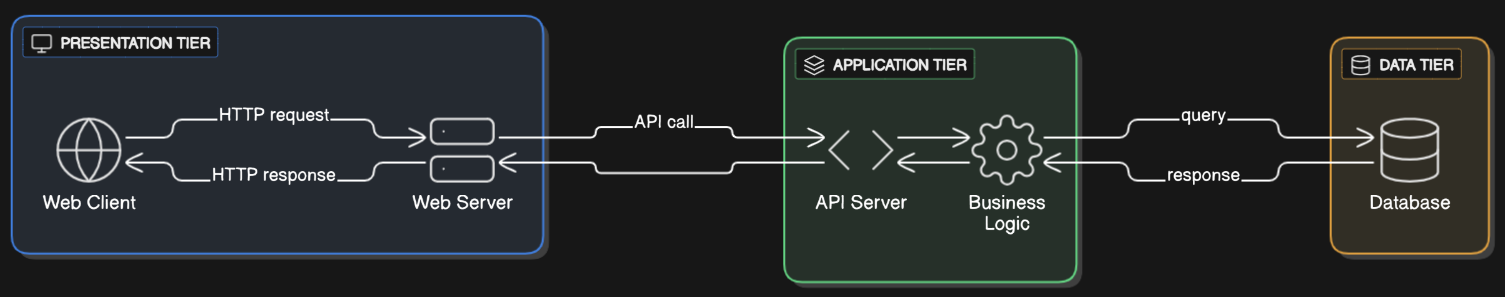 PRESENTATION TIER
HTTP request
HTTP response
Web Client
Web Server
API call
APPLICATION TIER
API Server
Business
Logic
query
response
DATA TIER
Database